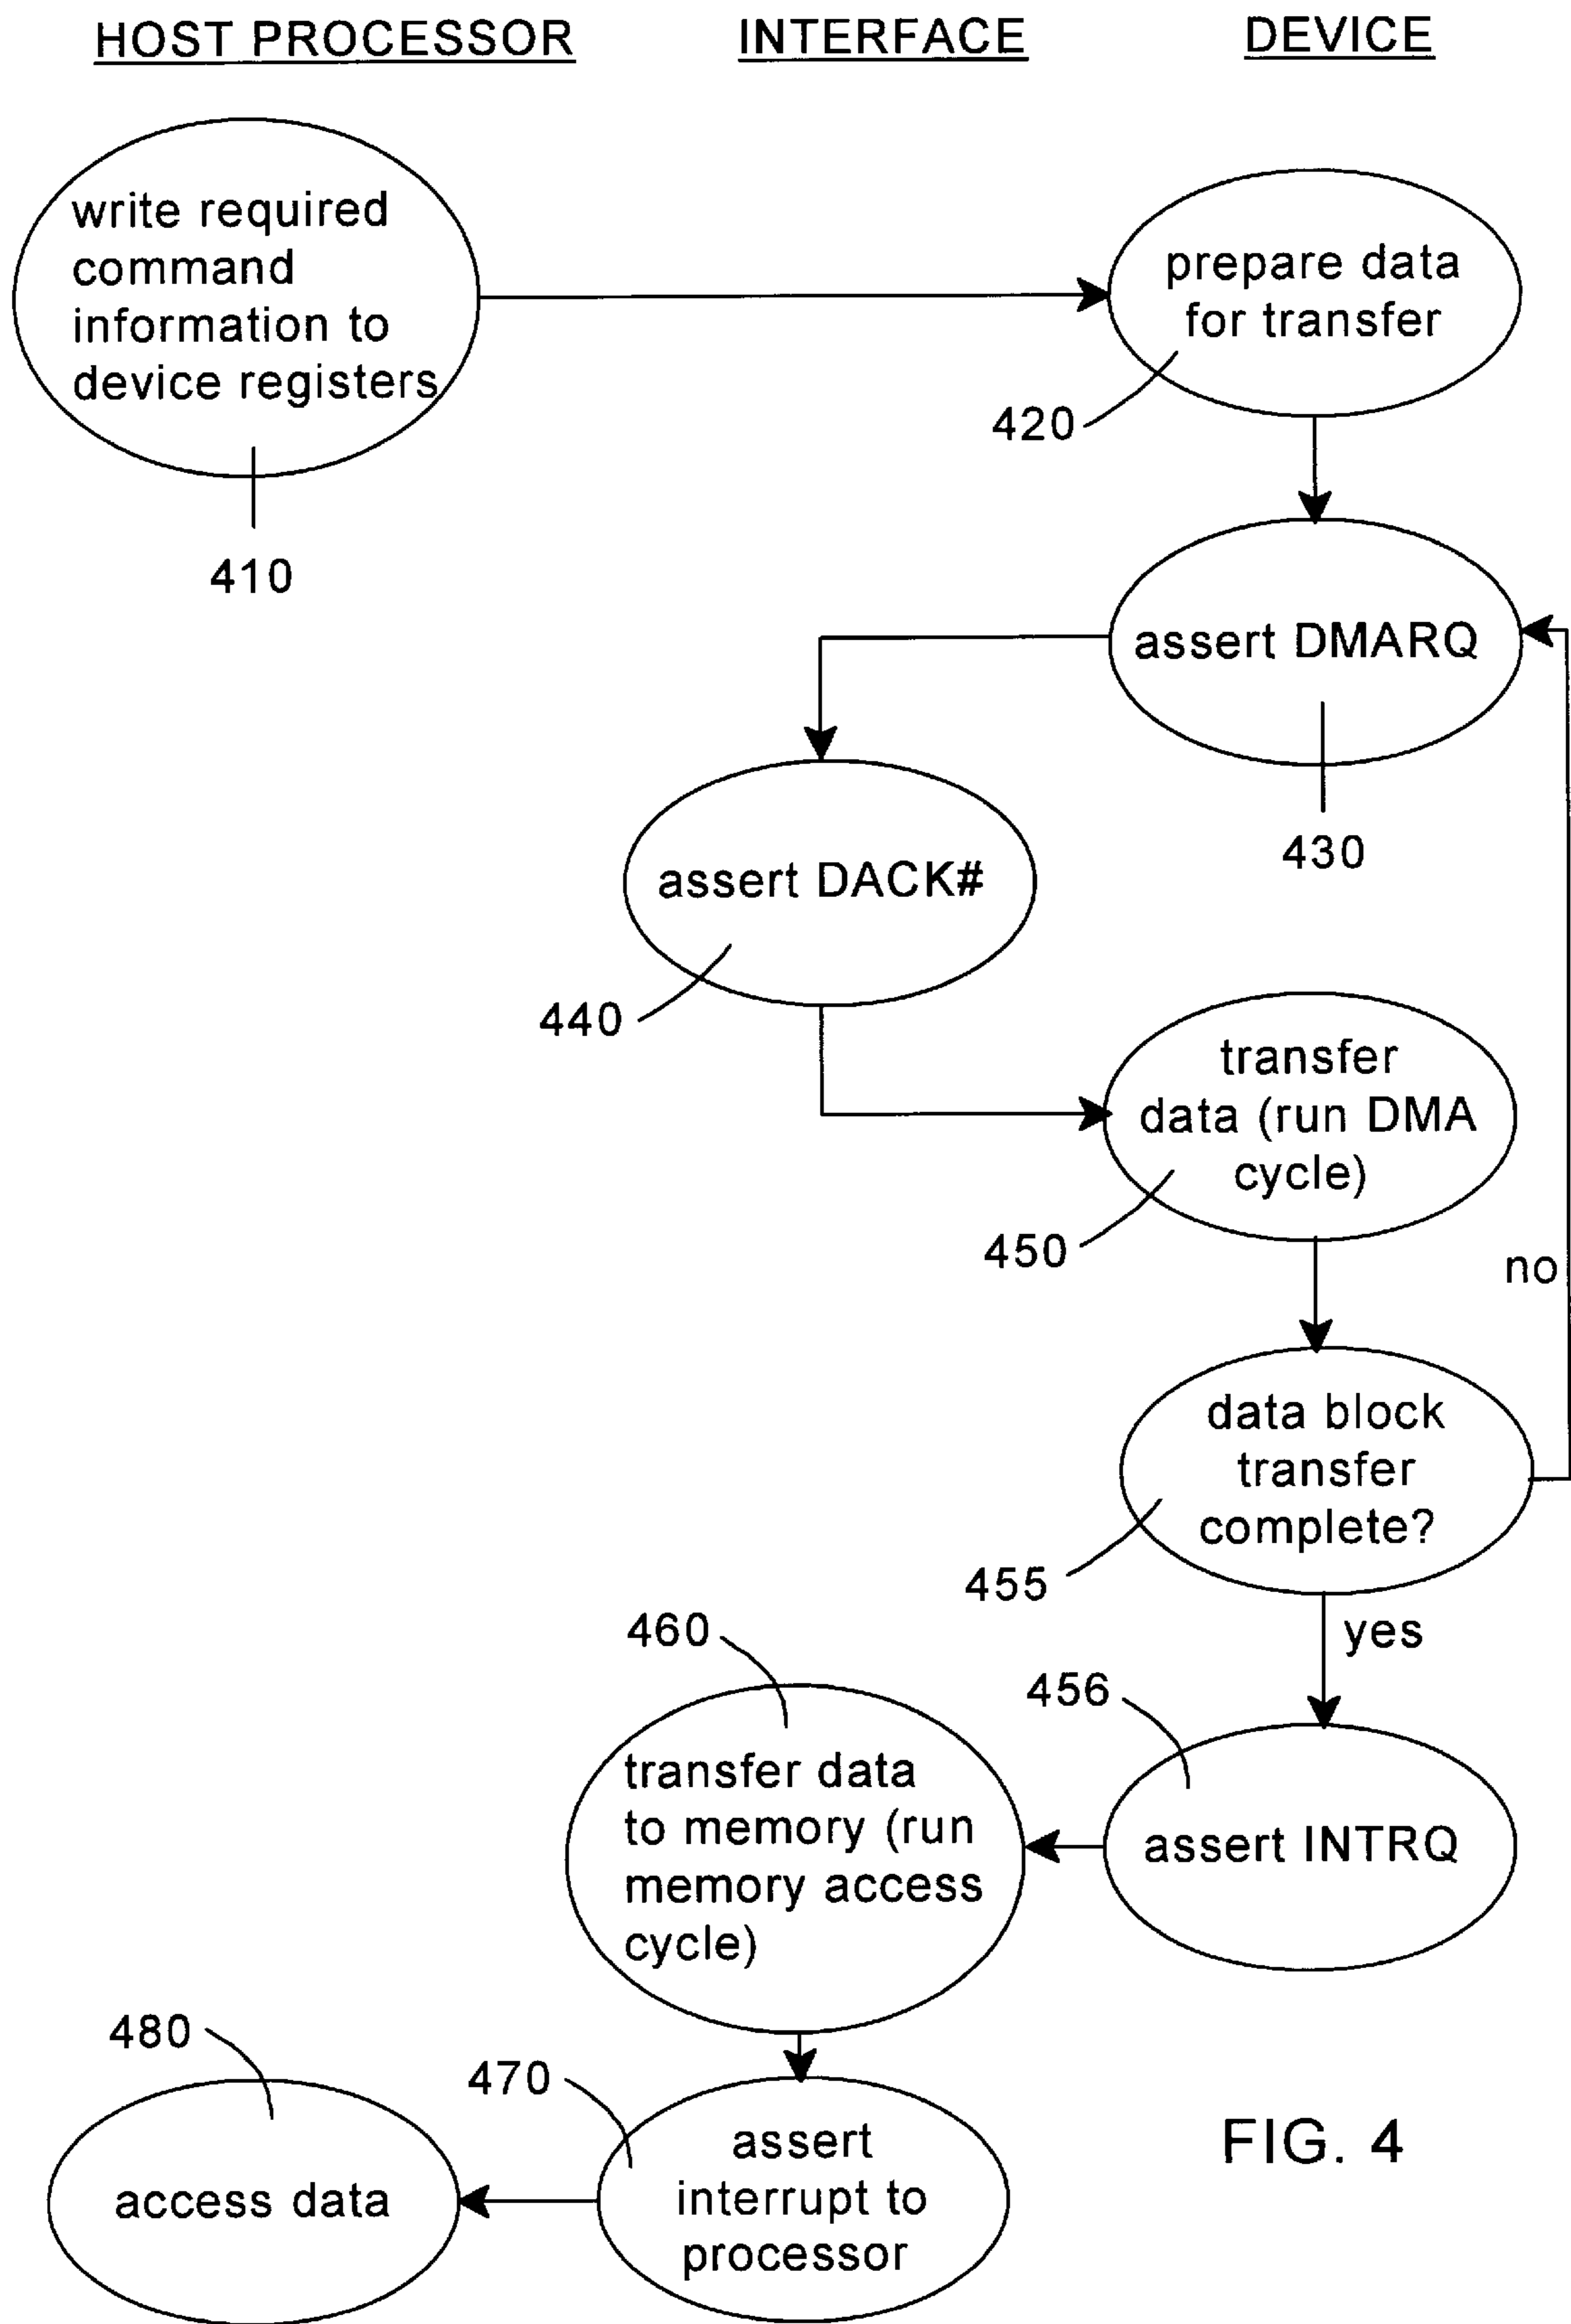 HOST PROCESSOR
INTERFACE
DEVICE
write required
command
information to
device registers
410
prepare data
for transfer
420
assert DMARQ
430
assert DACK#
440
transfer
data (run DMA
cycle)
450
no
data block
transfer
complete?
455
yes
460
456
transfer data
to memory (run
memory access
cycle)
assert INTRQ
480
470
access data
assert
interrupt to
processor
FIG. 4